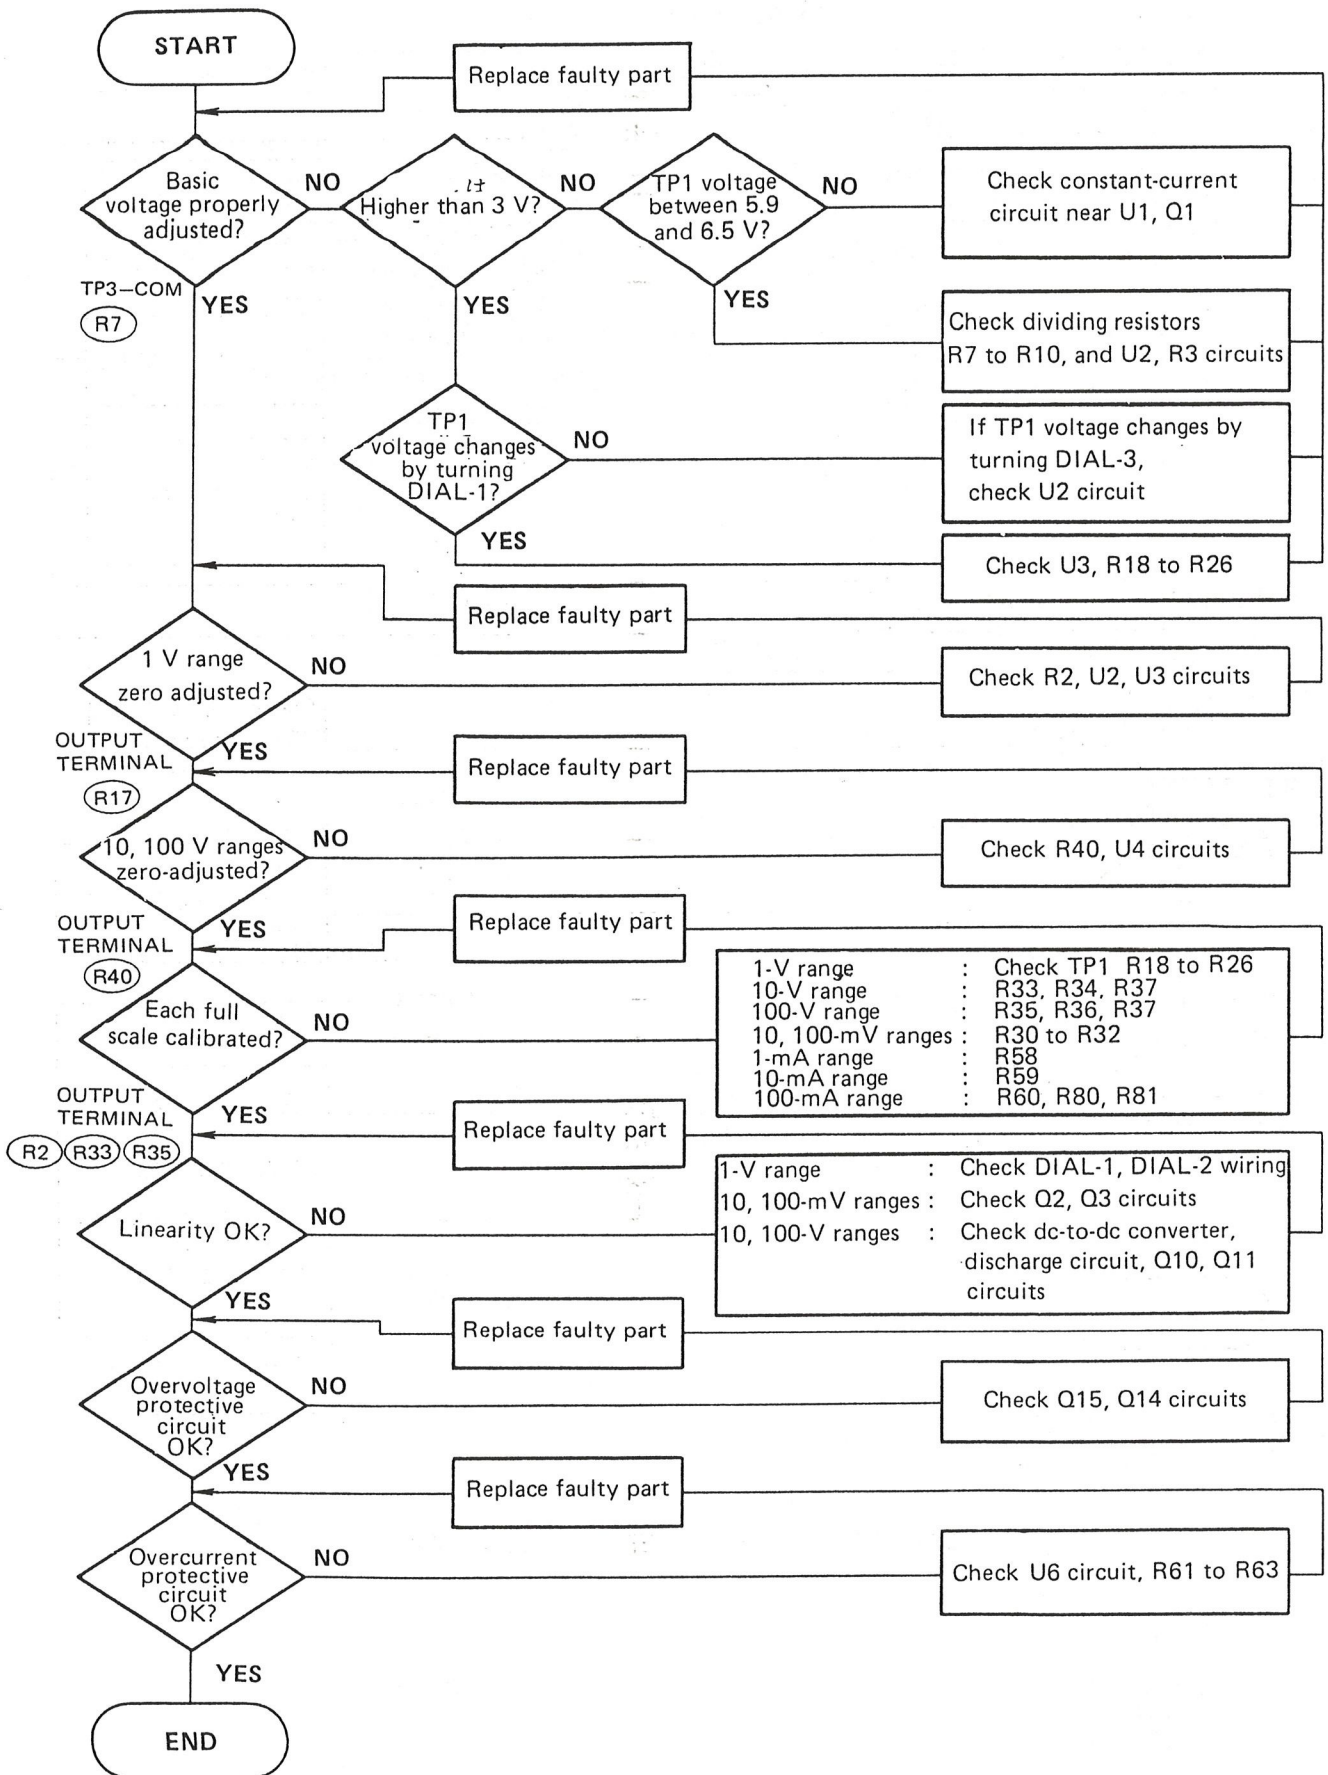 START
Replace faulty part
Basic
voltage properly
adjusted?
NO
Higher than 3 V?
NO
TP1 voltage
between 5.9
and 6.5 V?
NO
Check constant-current
circuit near U1, Q1
TP3-COM
R7
YES
YES
YES
Check dividing resistors
R7 to R10, and U2, R3 circuits
TP1
voltage changes
by turning
DIAL-1?
NO
If TP1 voltage changes by
turning DIAL-3,
check U2 circuit
YES
Check U3, R18 to R26
Replace faulty part
1 V range
zero adjusted?
NO
Check R2, U2, U3 circuits
OUTPUT
TERMINAL
R17
YES
Replace faulty part
10, 100 V ranges
zero-adjusted?
NO
Check R40, U4 circuits
OUTPUT
TERMINAL
R40
YES
Replace faulty part
Each full
scale calibrated?
NO
1-V range : Check TP1 R18 to R26
10-V range : R33, R34, R37
100-V range : R35, R36, R37
10, 100-mV ranges : R30 to R32
1-mA range : R58
10-mA range : R59
100-mA range : R60, R80, R81
OUTPUT
TERMINAL
R2 R33 R35
YES
Replace faulty part
Linearity OK?
NO
1-V range : Check DIAL-1, DIAL-2 wiring
10, 100-mV ranges : Check Q2, Q3 circuits
10, 100-V ranges : Check dc-to-dc converter,
discharge circuit, Q10, Q11
circuits
YES
Replace faulty part
Overvoltage
protective
circuit
OK?
NO
Check Q15, Q14 circuits
YES
Replace faulty part
Overcurrent
protective
circuit
OK?
NO
Check U6 circuit, R61 to R63
YES
END